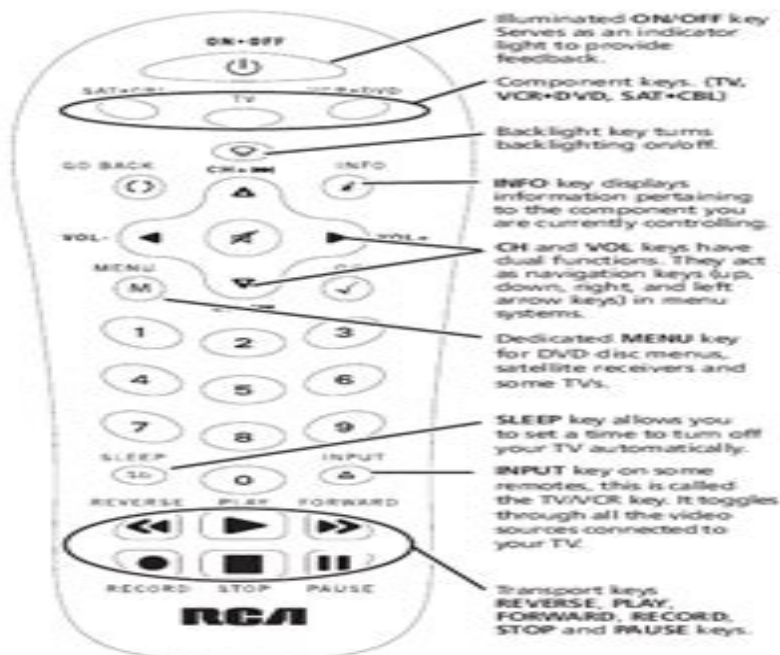 ON•OFF
SAT•CBL
TV
VCR•DVD
GO BACK
CH+
INFO
VOL-
VOL+
MENU
M
1
2
3
4
5
6
7
8
9
SLEEP
INPUT
0
REVERSE
PLAY
FORWARD
RECORD
STOP
PAUSE
RCA
Illuminated ON/OFF key
Serves as an indicator
light to provide
feedback.
Component keys. (TV,
VCR•DVD, SAT•CBL)
Backlight key turns
backlighting on/off.
INFO key displays
information pertaining
to the component you
are currently controlling.
CH and VOL keys have
dual functions. They act
as navigation keys (up,
down, right, and left
arrow keys) in menu
systems.
Dedicated MENU key
for DVD disc menus,
satellite receivers and
some TVs.
SLEEP key allows you
to set a time to turn off
your TV automatically.
INPUT key on some
remotes, this is called
the TV/VCR key. It toggles
through all the video
sources connected to
your TV.
Transport keys
REVERSE, PLAY,
FORWARD, RECORD,
STOP and PAUSE keys.